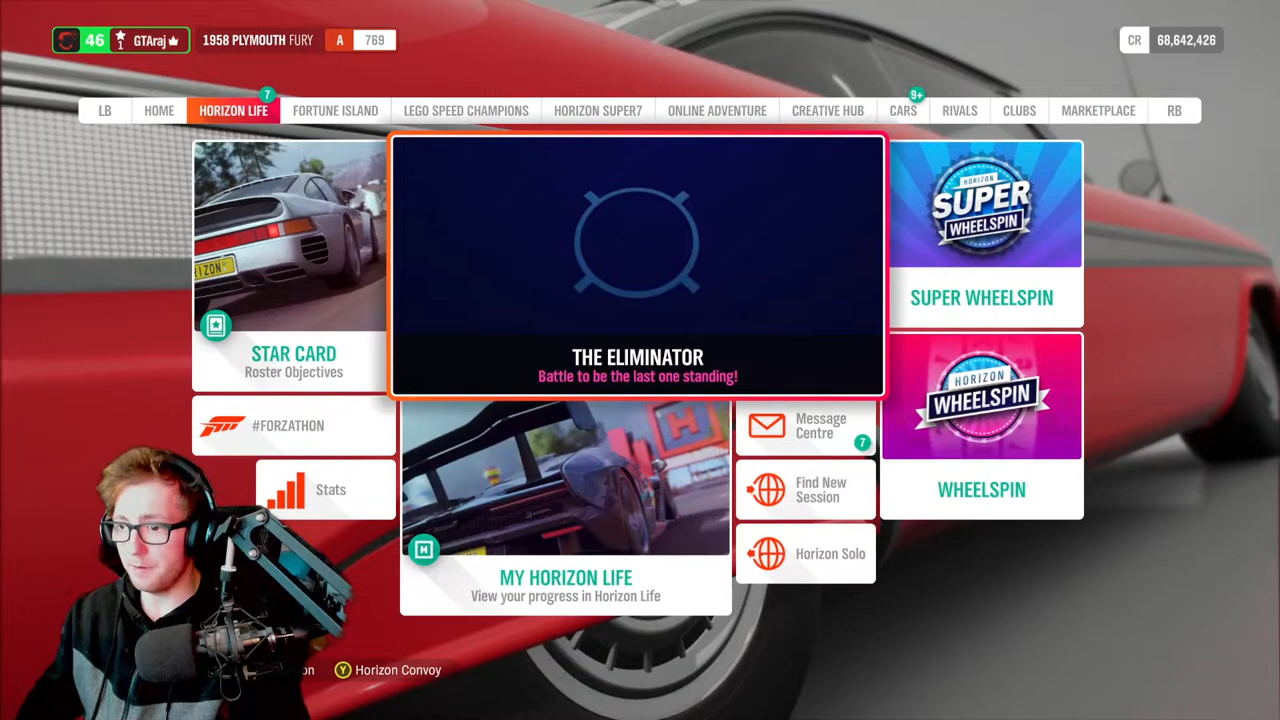 46 1 GTAraj 1958 PLYMOUTH FURY A 769
CR 68,642,426
7
9+
LB HOME HORIZON LIFE FORTUNE ISLAND LEGO SPEED CHAMPIONS HORIZON SUPER7 ONLINE ADVENTURE CREATIVE HUB CARS RIVALS CLUBS MARKETPLACE RB
STAR CARD
Roster Objectives
THE ELIMINATOR
Battle to be the last one standing!
HORIZON
SUPER
WHEELSPIN
SUPER WHEELSPIN
#FORZATHON
Stats
H
MY HORIZON LIFE
View your progress in Horizon Life
Message
Centre
7
Find New
Session
Horizon Solo
HORIZON
WHEELSPIN
WHEELSPIN
on
Y Horizon Convoy